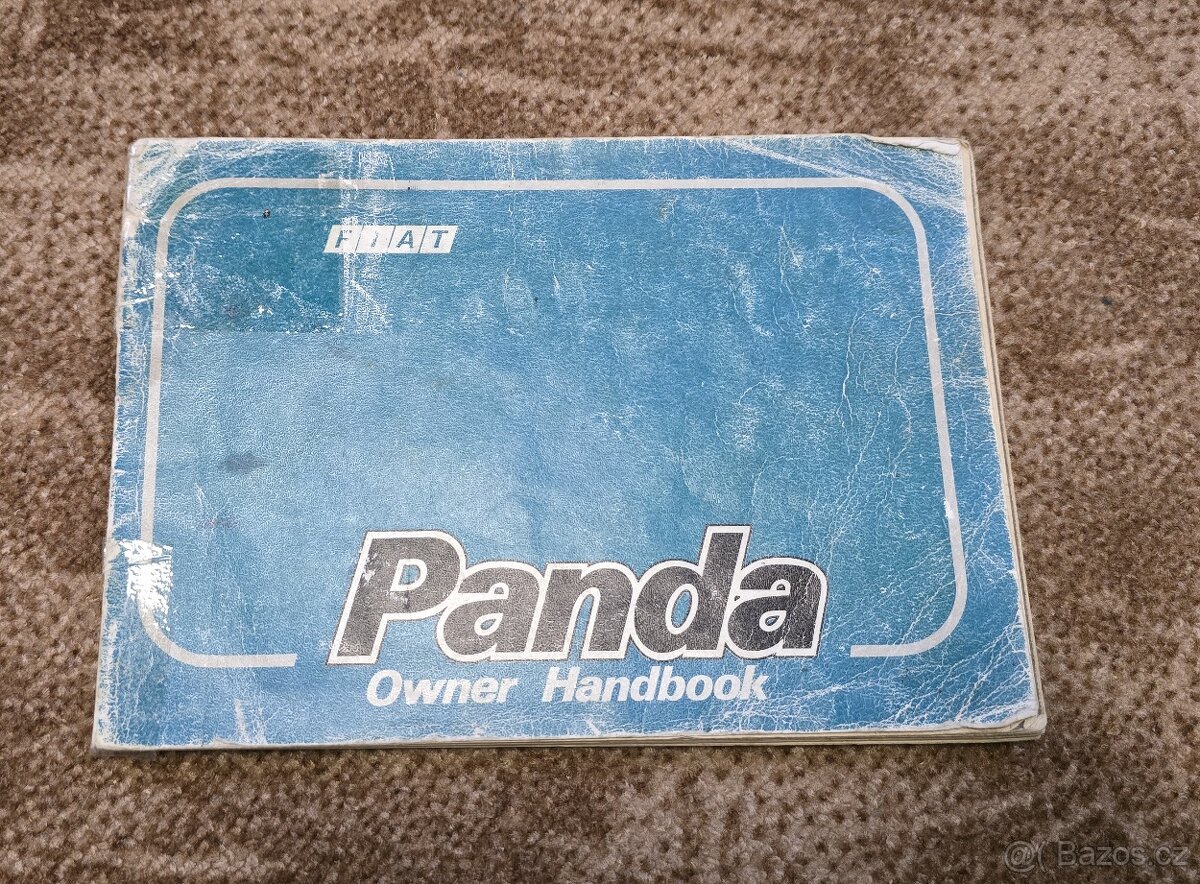 FIAT
Panda
Owner Handbook
@( Bazos.cz